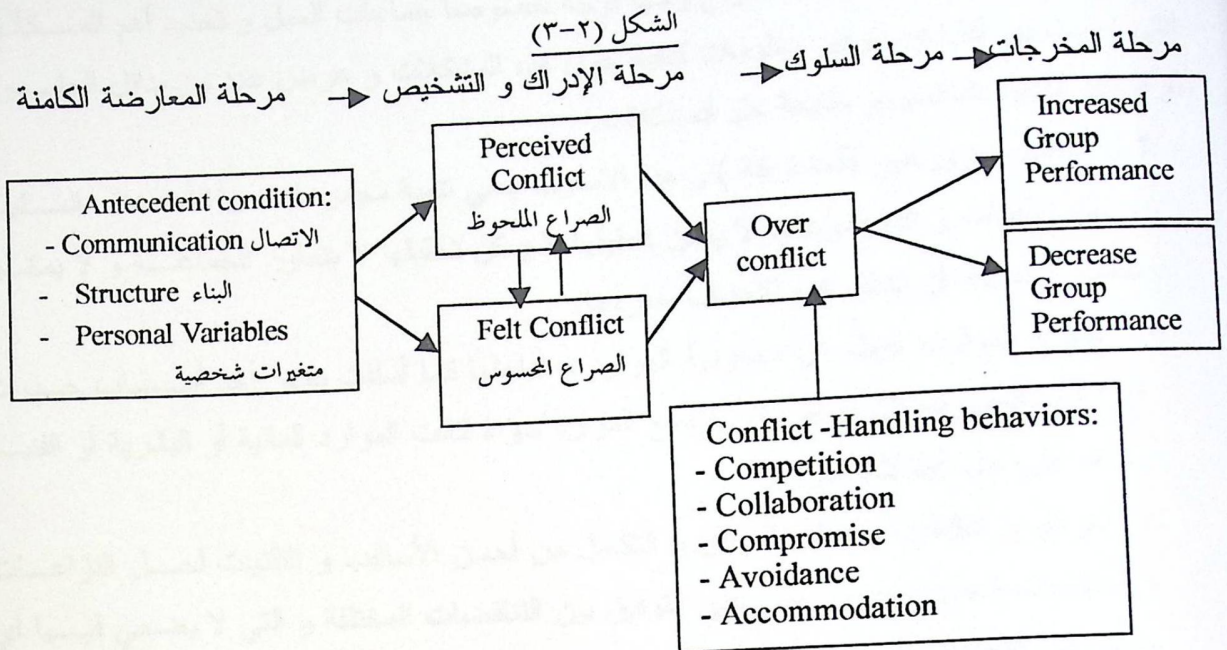 الشكل (٢-٣)
مرحلة المعارضة الكامنة مرحلة الإدراك و التشخيص مرحلة السلوك مرحلة المخرجات
Antecedent condition:
- Communication الاتصال
- Structure البناء
- Personal Variables
متغيرات شخصية
Perceived
Conflict
الصراع الملحوظ
Felt Conflict
الصراع المحسوس
Over
conflict
Increased
Group
Performance
Decrease
Group
Performance
Conflict -Handling behaviors:
- Competition
- Collaboration
- Compromise
- Avoidance
- Accommodation